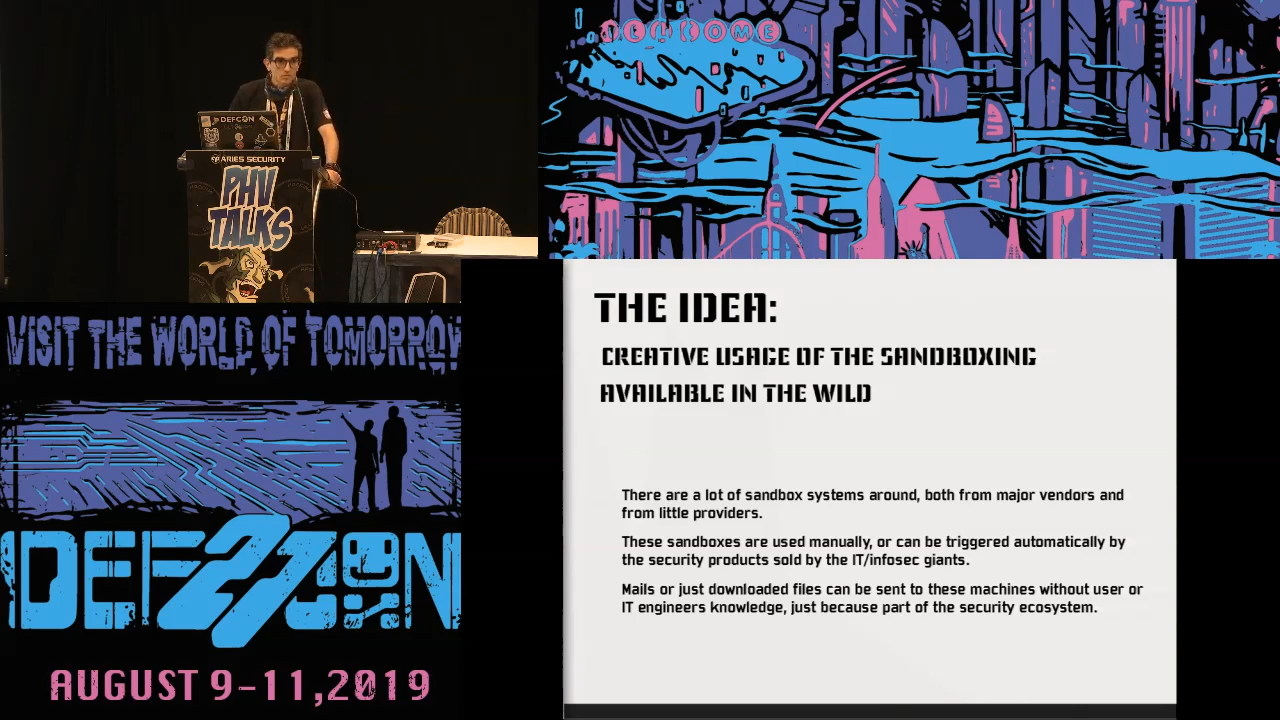 WELCOME
DEFCON
ARIES SECURITY
PHV
TALKS
VISIT THE WORLD OF TOMORROW
DEF CON
27
AUGUST 9-11,2019
THE IDEA:
CREATIVE USAGE OF THE SANDBOXING
AVAILABLE IN THE WILD
There are a lot of sandbox systems around, both from major vendors and
from little providers.
These sandboxes are used manually, or can be triggered automatically by
the security products sold by the IT/infosec giants.
Mails or just downloaded files can be sent to these machines without user or
IT engineers knowledge, just because part of the security ecosystem.